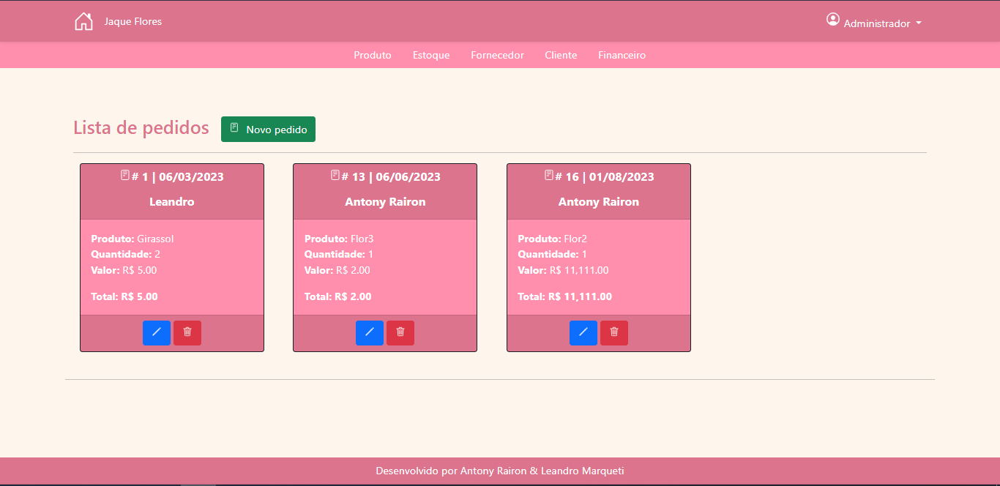 Jaque Flores
Administrador
Produto Estoque Fornecedor Cliente Financeiro
Lista de pedidos
Novo pedido
# 1 | 06/03/2023
Leandro
Produto: Girassol
Quantidade: 2
Valor: R$ 5.00
Total: R$ 5.00
# 13 | 06/06/2023
Antony Rairon
Produto: Flor3
Quantidade: 1
Valor: R$ 2.00
Total: R$ 2.00
# 16 | 01/08/2023
Antony Rairon
Produto: Flor2
Quantidade: 1
Valor: R$ 11,111.00
Total: R$ 11,111.00
Desenvolvido por Antony Rairon & Leandro Marqueti